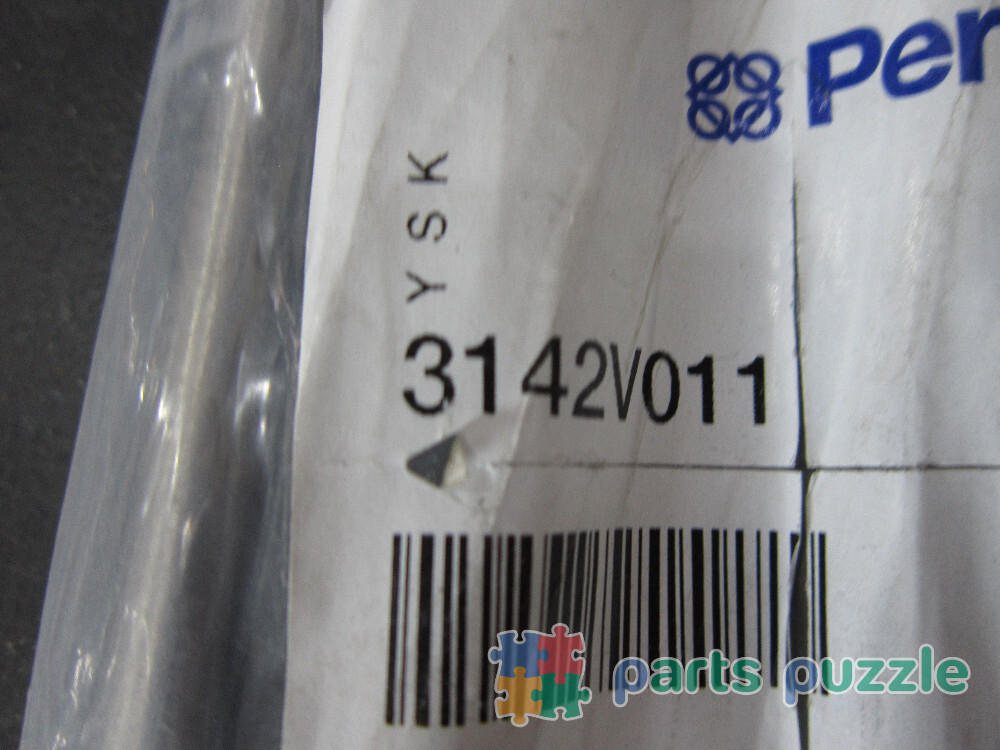 Per
YSK
3142V011
parts puzzle